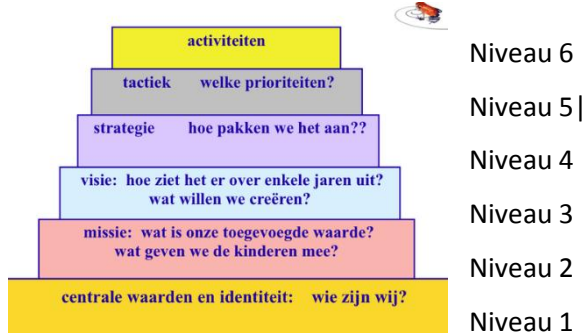 activiteiten
Niveau 6
tactiek welke prioriteiten?
Niveau 5|
strategie hoe pakken we het aan??
Niveau 4
visie: hoe ziet het er over enkele jaren uit?
wat willen we creëren?
Niveau 3
missie: wat is onze toegevoegde waarde?
wat geven we de kinderen mee?
Niveau 2
centrale waarden en identiteit: wie zijn wij?
Niveau 1